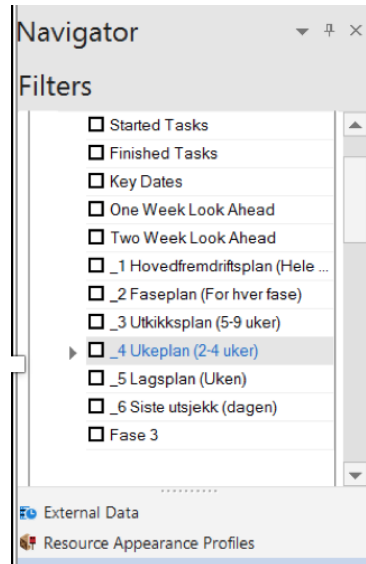 Navigator
Filters
Started Tasks
Finished Tasks
Key Dates
One Week Look Ahead
Two Week Look Ahead
_1 Hovedfremdriftsplan (Hele ...
_2 Faseplan (For hver fase)
_3 Utkikksplan (5-9 uker)
_4 Ukeplan (2-4 uker)
_5 Lagsplan (Uken)
_6 Siste utsjekk (dagen)
Fase 3
External Data
Resource Appearance Profiles